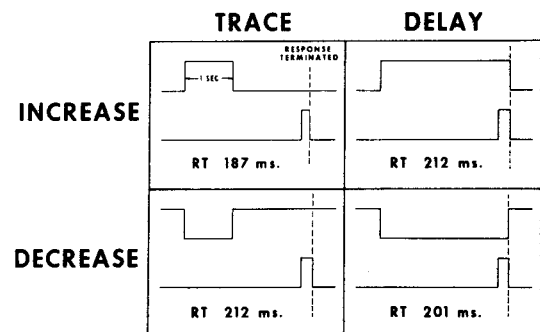 TRACE DELAY
RESPONSE
TERMINATED
1 SEC
INCREASE
RT 187 ms. RT 212 ms.
DECREASE
RT 212 ms. RT 201 ms.